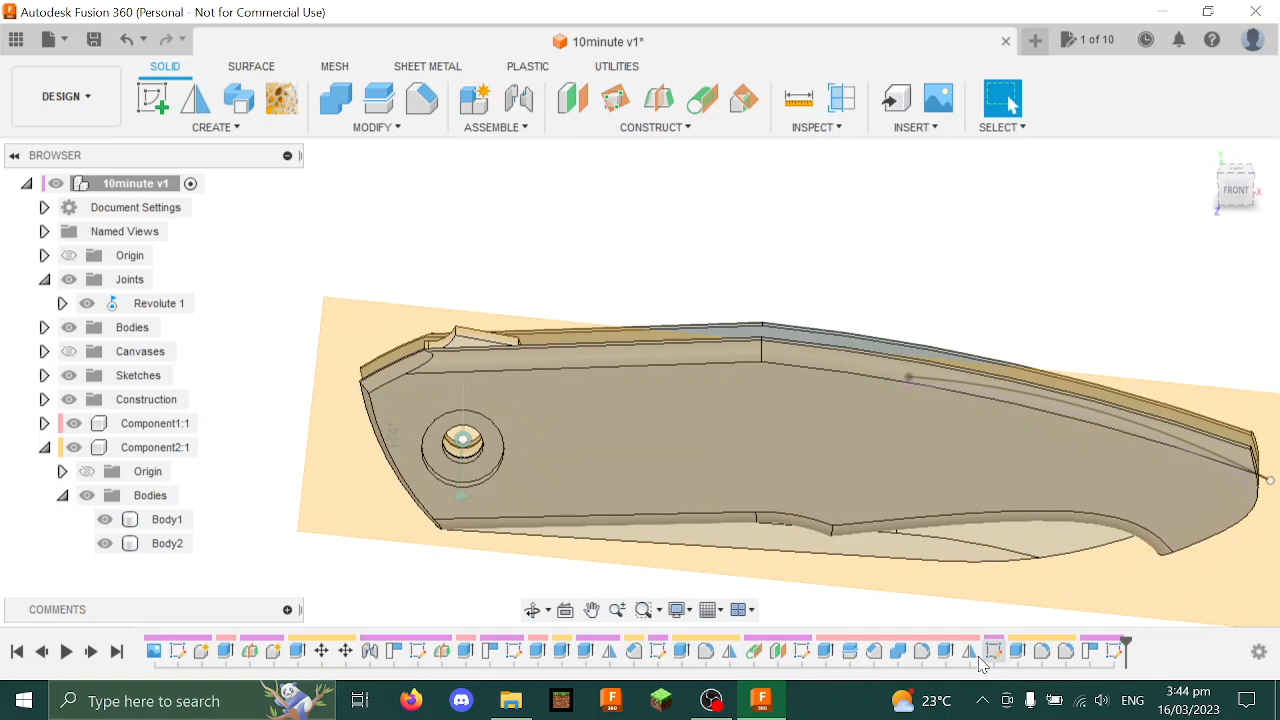 Autodesk Fusion 360 (Personal - Not for Commercial Use)
10minute v1*
1 of 10
DESIGN
SOLID
SURFACE
MESH
SHEET METAL
PLASTIC
UTILITIES
CREATE
MODIFY
ASSEMBLE
CONSTRUCT
INSPECT
INSERT
SELECT
BROWSER
10minute v1
Document Settings
Named Views
Origin
Joints
Revolute 1
Bodies
Canvases
Sketches
Construction
Component1:1
Component2:1
Origin
Bodies
Body1
Body2
TOP
FRONT
X
Y
Z
COMMENTS
Type here to search
23°C
ENG
3:44 pm
16/03/2023